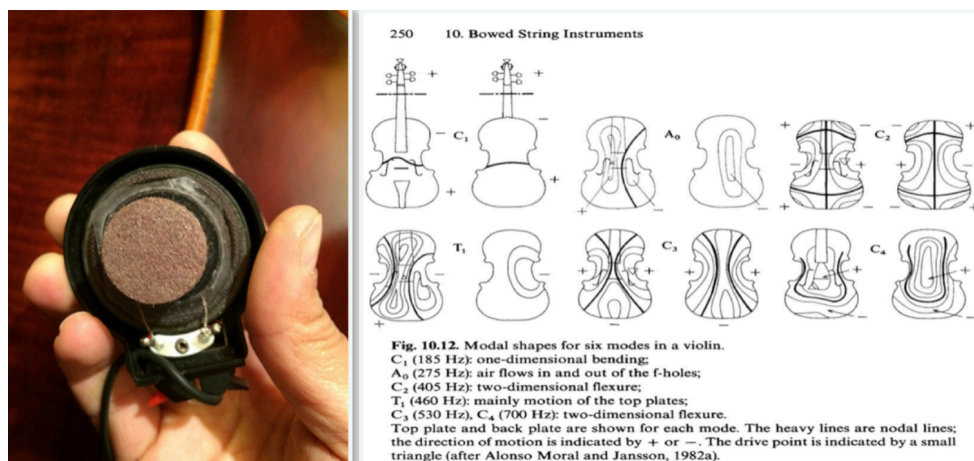 250 10. Bowed String Instruments
C₁ A₀ C₂
T₁ C₃ C₄
Fig. 10.12. Modal shapes for six modes in a violin.
C₁ (185 Hz): one-dimensional bending;
A₀ (275 Hz): air flows in and out of the f-holes;
C₂ (405 Hz): two-dimensional flexure;
T₁ (460 Hz): mainly motion of the top plates;
C₃ (530 Hz), C₄ (700 Hz): two-dimensional flexure.
Top plate and back plate are shown for each mode. The heavy lines are nodal lines;
the direction of motion is indicated by + or −. The drive point is indicated by a small
triangle (after Alonso Moral and Jansson, 1982a).